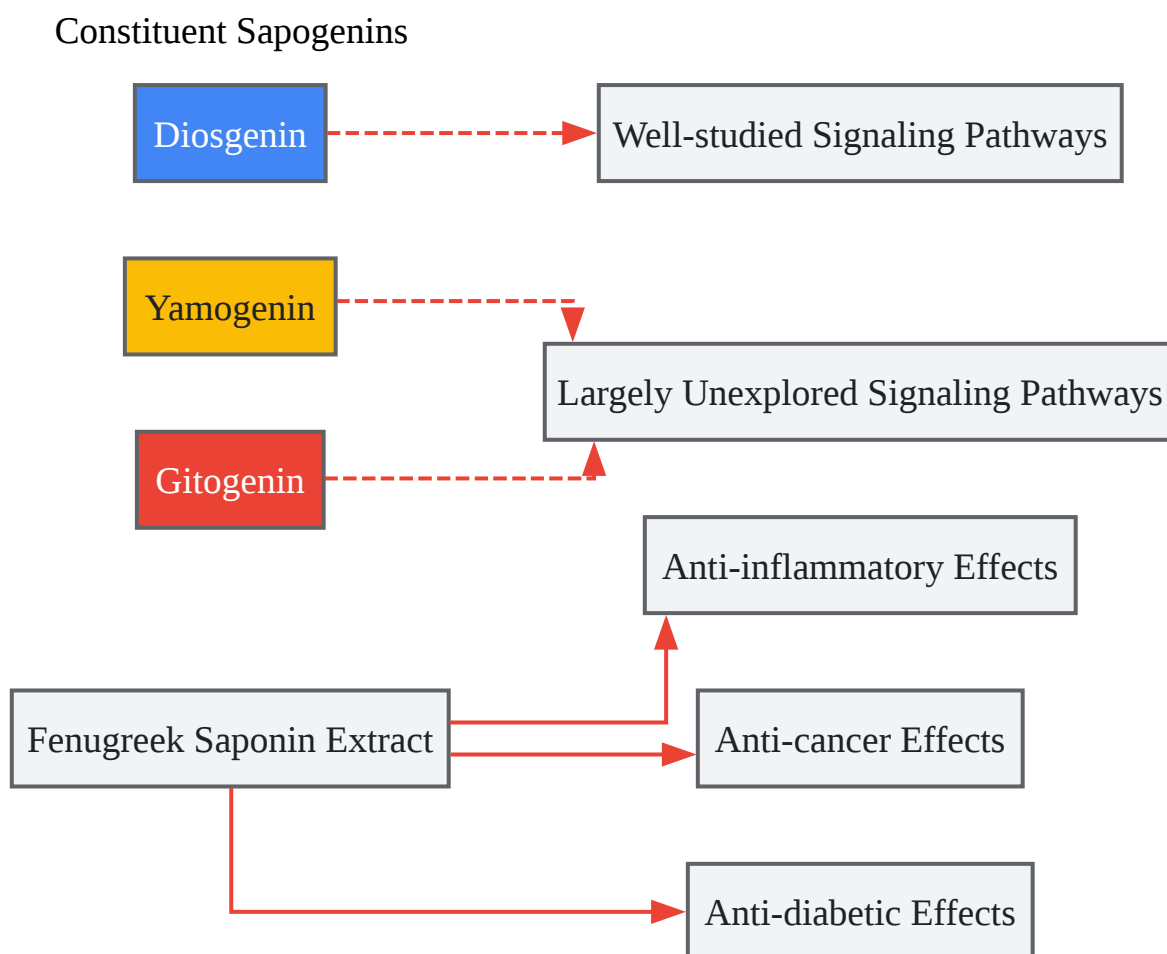 Constituent Sapogenins
Diosgenin
Well-studied Signaling Pathways
Yamogenin
Largely Unexplored Signaling Pathways
Gitogenin
Anti-inflammatory Effects
Fenugreek Saponin Extract
Anti-cancer Effects
Anti-diabetic Effects